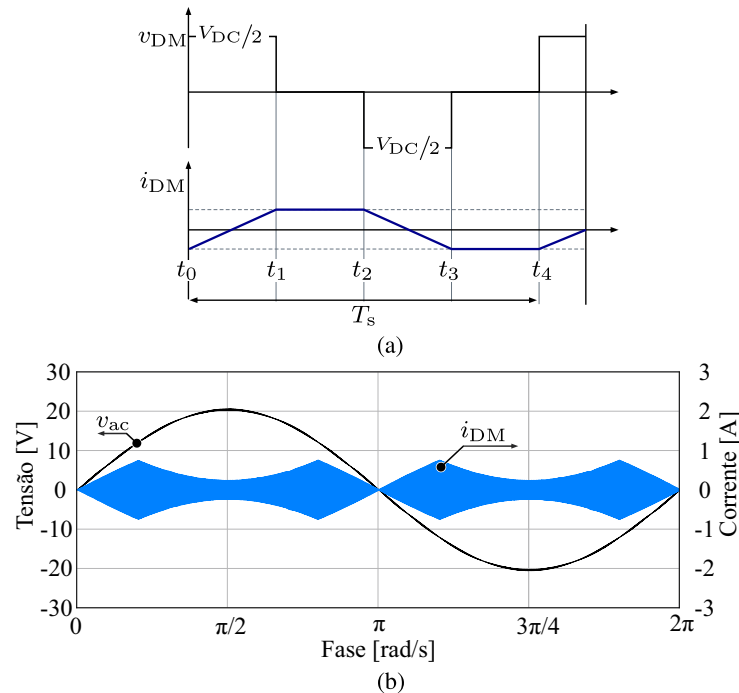 v_DM
V_DC/2
V_DC/2
i_DM
t_0 t_1 t_2 t_3 t_4
T_s
(a)
30 3
20 2
10 1
0 0
-10 -1
-20 -2
-30 -3
Tensão [V]
Corrente [A]
v_ac
i_DM
0 π/2 π 3π/4 2π
Fase [rad/s]
(b)